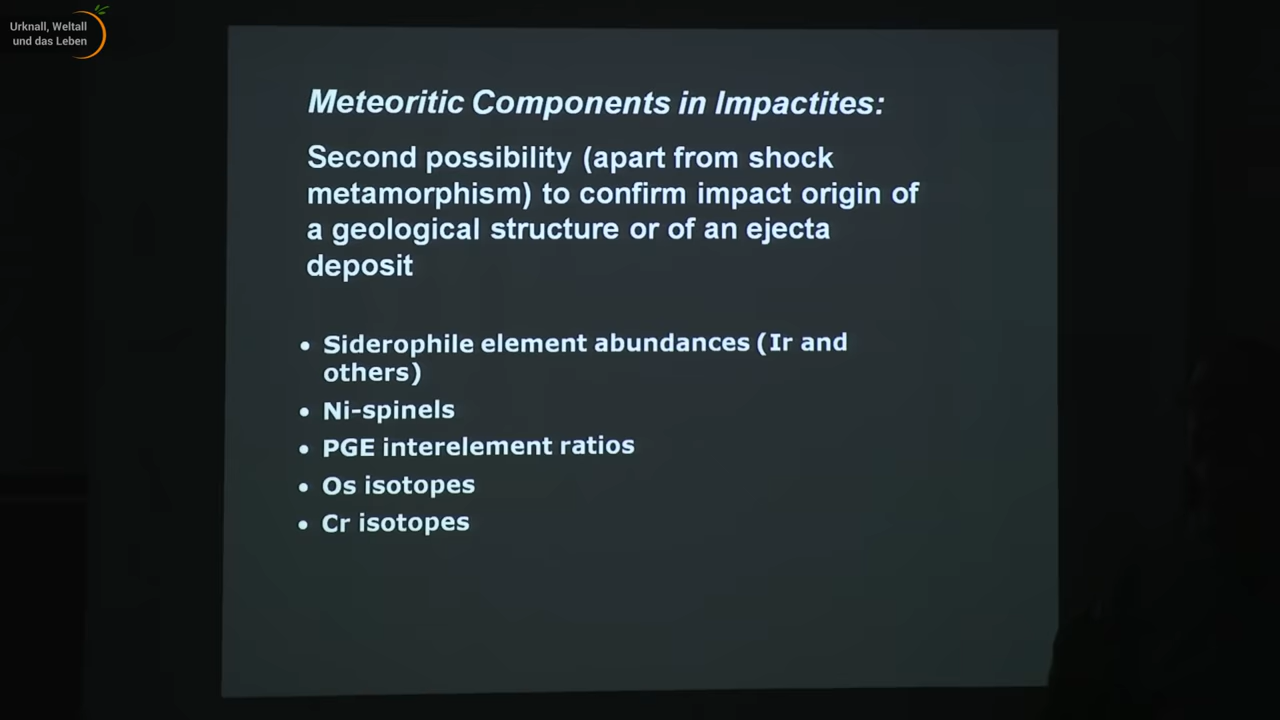 Urknall, Weltall
und das Leben
Meteoritic Components in Impactites:
Second possibility (apart from shock
metamorphism) to confirm impact origin of
a geological structure or of an ejecta
deposit
• Siderophile element abundances (Ir and
others)
• Ni-spinels
• PGE interelement ratios
• Os isotopes
• Cr isotopes